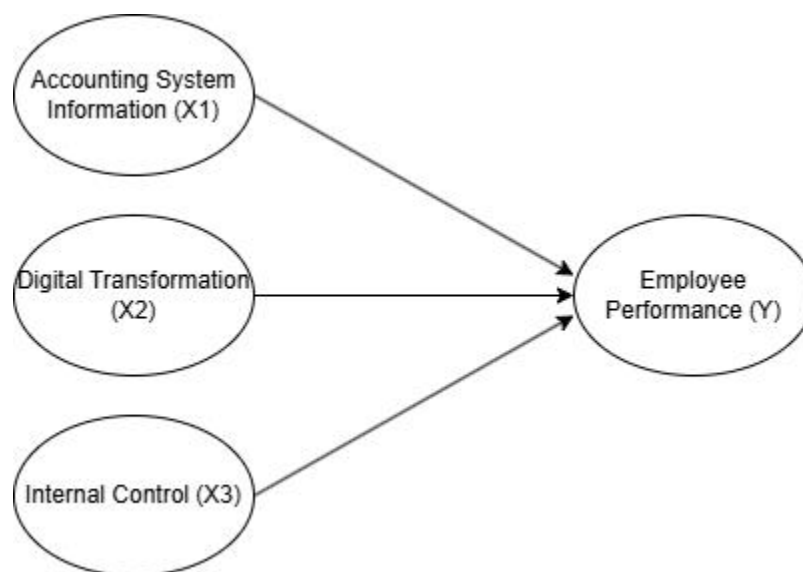 Accounting System
Information (X1)
Digital Transformation
(X2)
Employee
Performance (Y)
Internal Control (X3)